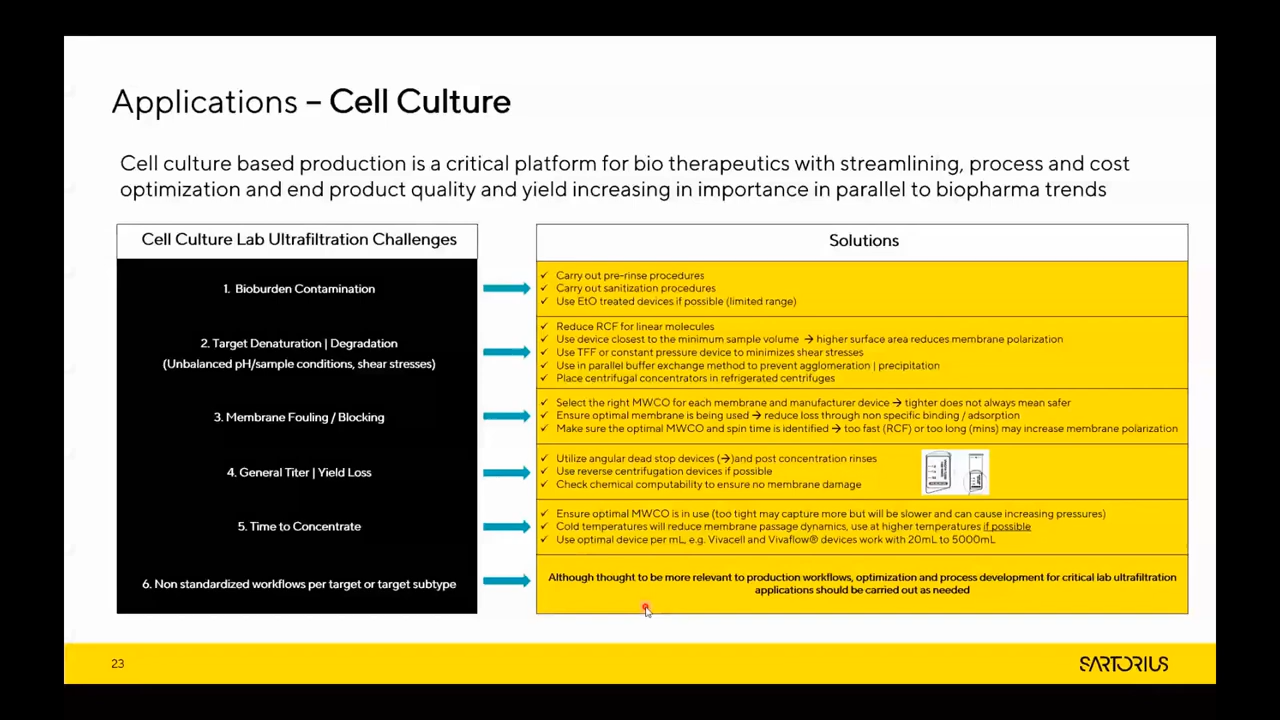 Applications – Cell Culture
Cell culture based production is a critical platform for bio therapeutics with streamlining, process and cost
optimization and end product quality and yield increasing in importance in parallel to biopharma trends
Cell Culture Lab Ultrafiltration Challenges
Solutions
1. Bioburden Contamination
✓ Carry out pre-rinse procedures
✓ Carry out sanitization procedures
✓ Use EtO treated devices if possible (limited range)
2. Target Denaturation | Degradation
(Unbalanced pH/sample conditions, shear stresses)
✓ Reduce RCF for linear molecules
✓ Use device closest to the minimum sample volume → higher surface area reduces membrane polarization
✓ Use TFF or constant pressure device to minimizes shear stresses
✓ Use in parallel buffer exchange method to prevent agglomeration | precipitation
✓ Place centrifugal concentrators in refrigerated centrifuges
3. Membrane Fouling / Blocking
✓ Select the right MWCO for each membrane and manufacturer device → tighter does not always mean safer
✓ Ensure optimal membrane is being used → reduce loss through non specific binding / adsorption
✓ Make sure the optimal MWCO and spin time is identified → too fast (RCF) or too long (mins) may increase membrane polarization
4. General Titer | Yield Loss
✓ Utilize angular dead stop devices (→)and post concentration rinses
✓ Use reverse centrifugation devices if possible
✓ Check chemical computability to ensure no membrane damage
5. Time to Concentrate
✓ Ensure optimal MWCO is in use (too tight may capture more but will be slower and can cause increasing pressures)
✓ Cold temperatures will reduce membrane passage dynamics, use at higher temperatures if possible
✓ Use optimal device per mL, e.g. Vivacell and Vivaflow® devices work with 20mL to 5000mL
6. Non standardized workflows per target or target subtype
Although thought to be more relevant to production workflows, optimization and process development for critical lab ultrafiltration
applications should be carried out as needed
23
SARTORIUS